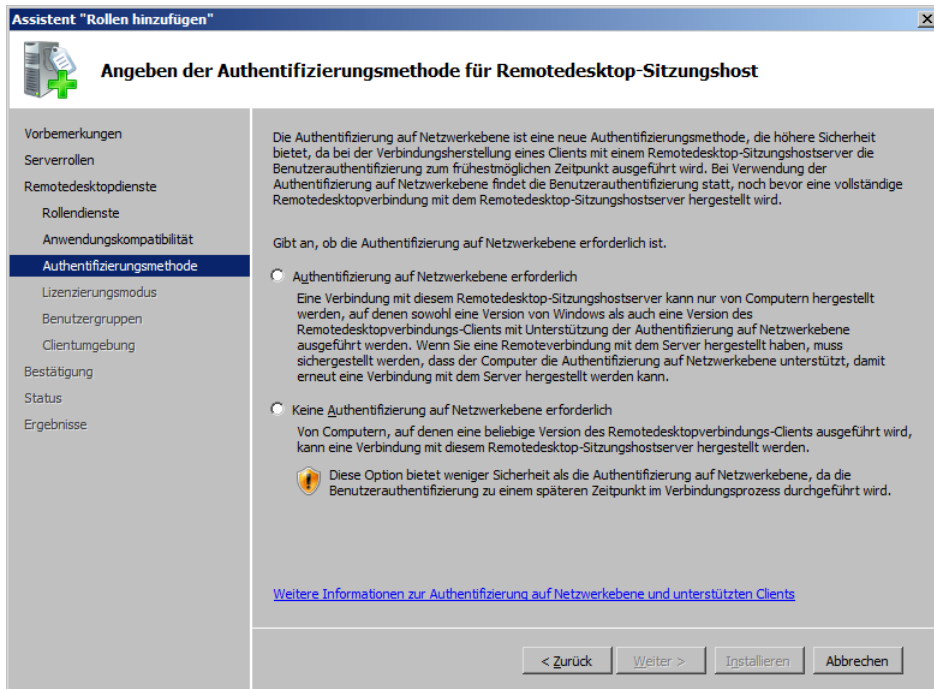 Assistent "Rollen hinzufügen"
Angeben der Authentifizierungsmethode für Remotedesktop-Sitzungshost
Vorbemerkungen
Serverrollen
Remotedesktopdienste
Rollendienste
Anwendungskompatibilität
Authentifizierungsmethode
Lizenzierungsmodus
Benutzergruppen
Clientumgebung
Bestätigung
Status
Ergebnisse
Die Authentifizierung auf Netzwerkebene ist eine neue Authentifizierungsmethode, die höhere Sicherheit
bietet, da bei der Verbindungsherstellung eines Clients mit einem Remotedesktop-Sitzungshostserver die
Benutzerauthentifizierung zum frühestmöglichen Zeitpunkt ausgeführt wird. Bei Verwendung der
Authentifizierung auf Netzwerkebene findet die Benutzerauthentifizierung statt, noch bevor eine vollständige
Remotedesktopverbindung mit dem Remotedesktop-Sitzungshostserver hergestellt wird.
Gibt an, ob die Authentifizierung auf Netzwerkebene erforderlich ist.
Authentifizierung auf Netzwerkebene erforderlich
Eine Verbindung mit diesem Remotedesktop-Sitzungshostserver kann nur von Computern hergestellt
werden, auf denen sowohl eine Version von Windows als auch eine Version des
Remotedesktopverbindungs-Clients mit Unterstützung der Authentifizierung auf Netzwerkebene
ausgeführt werden. Wenn Sie eine Remoteverbindung mit dem Server hergestellt haben, muss
sichergestellt werden, dass der Computer die Authentifizierung auf Netzwerkebene unterstützt, damit
erneut eine Verbindung mit dem Server hergestellt werden kann.
Keine Authentifizierung auf Netzwerkebene erforderlich
Von Computern, auf denen eine beliebige Version des Remotedesktopverbindungs-Clients ausgeführt wird,
kann eine Verbindung mit diesem Remotedesktop-Sitzungshostserver hergestellt werden.
Diese Option bietet weniger Sicherheit als die Authentifizierung auf Netzwerkebene, da die
Benutzerauthentifizierung zu einem späteren Zeitpunkt im Verbindungsprozess durchgeführt wird.
Weitere Informationen zur Authentifizierung auf Netzwerkebene und unterstützten Clients
< Zurück
Weiter >
Installieren
Abbrechen